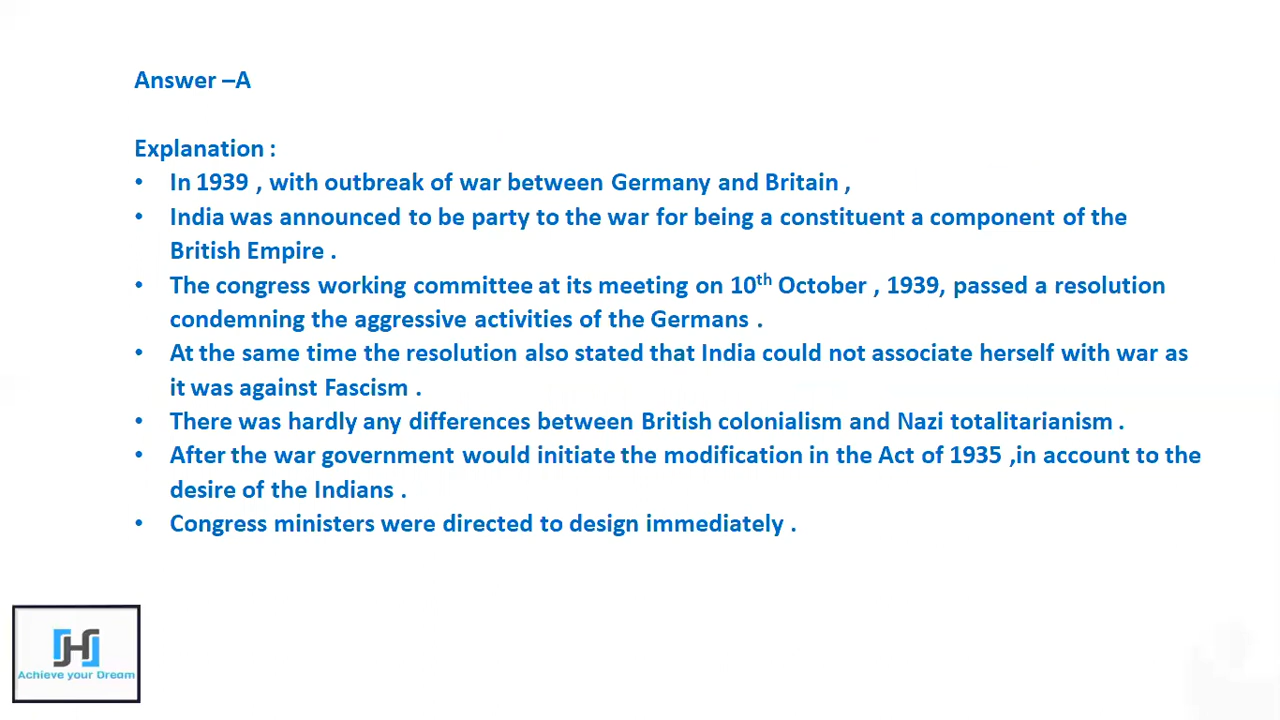 Answer –A
Explanation :
• In 1939 , with outbreak of war between Germany and Britain ,
• India was announced to be party to the war for being a constituent a component of the
British Empire .
• The congress working committee at its meeting on 10th October , 1939, passed a resolution
condemning the aggressive activities of the Germans .
• At the same time the resolution also stated that India could not associate herself with war as
it was against Fascism .
• There was hardly any differences between British colonialism and Nazi totalitarianism .
• After the war government would initiate the modification in the Act of 1935 ,in account to the
desire of the Indians .
• Congress ministers were directed to design immediately .
Achieve your Dream